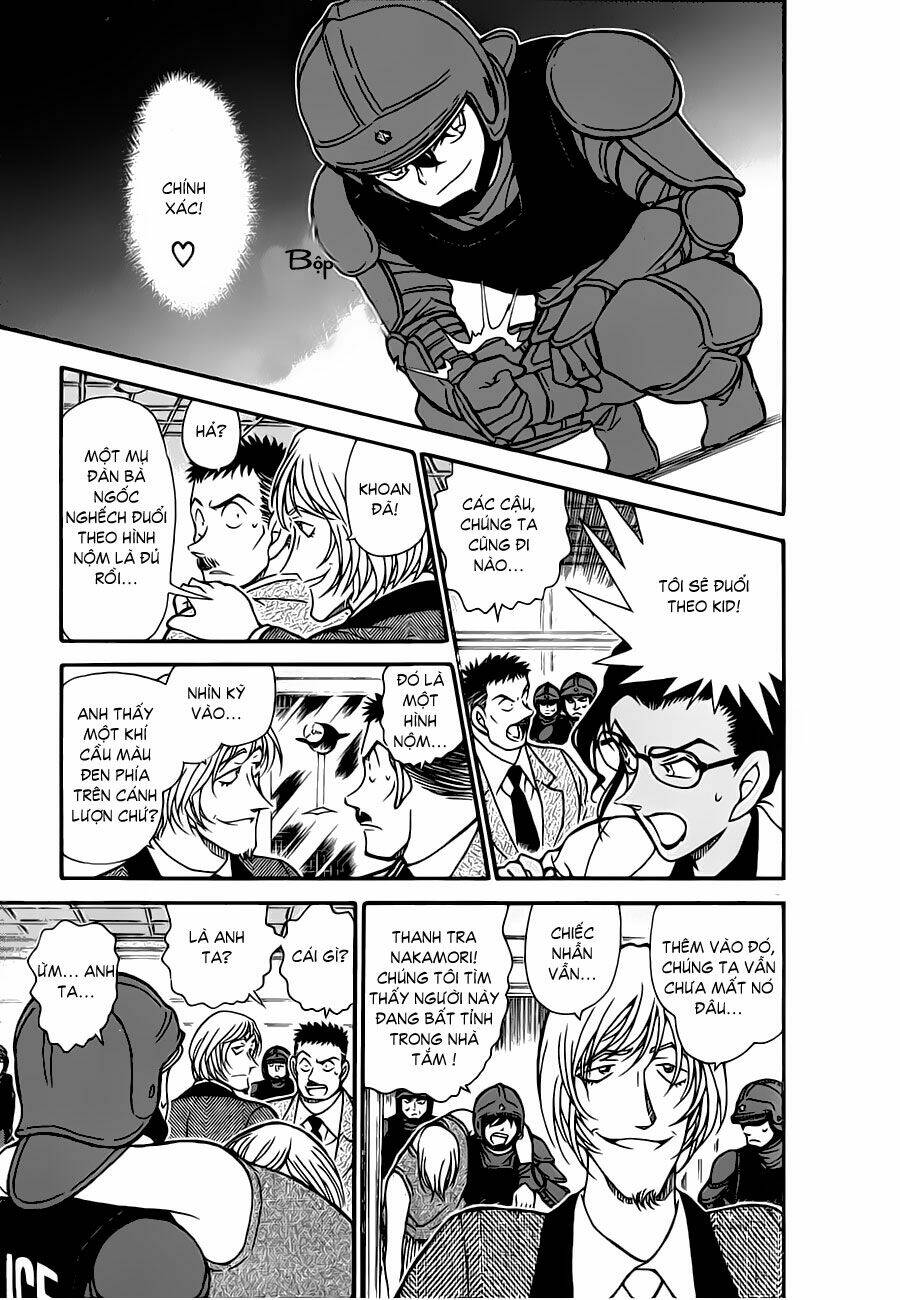 CHÍNH
XÁC!
♡
Bộp
TÔI SẼ ĐUỔI
THEO KID!
CÁC CẬU,
CHÚNG TA
CŨNG ĐI
NÀO...
KHOAN
ĐÃ!
HẢ?
MỘT MỤ
ĐÀN BÀ
NGỐC
NGHẾCH ĐUỔI
THEO HÌNH
NỘM LÀ ĐỦ
RỒI...
ĐÓ LÀ
MỘT
HÌNH
NỘM...
NHÌN KỸ
VÀO...
ANH THẤY
MỘT KHÍ
CẦU MÀU
ĐEN PHÍA
TRÊN CÁNH
LƯỢN CHỨ?
THÊM VÀO ĐÓ,
CHÚNG TA VẪN
CHƯA MẤT NÓ
ĐÂU...
CHIẾC
NHẪN
VẪN...
THANH TRA
NAKAMORI!
CHÚNG TÔI TÌM
THẤY NGƯỜI NÀY
ĐANG BẤT TỈNH
TRONG NHÀ
TẮM !
CÁI GÌ?
LÀ ANH
TA?
ỪM... ANH
TA...
ICE